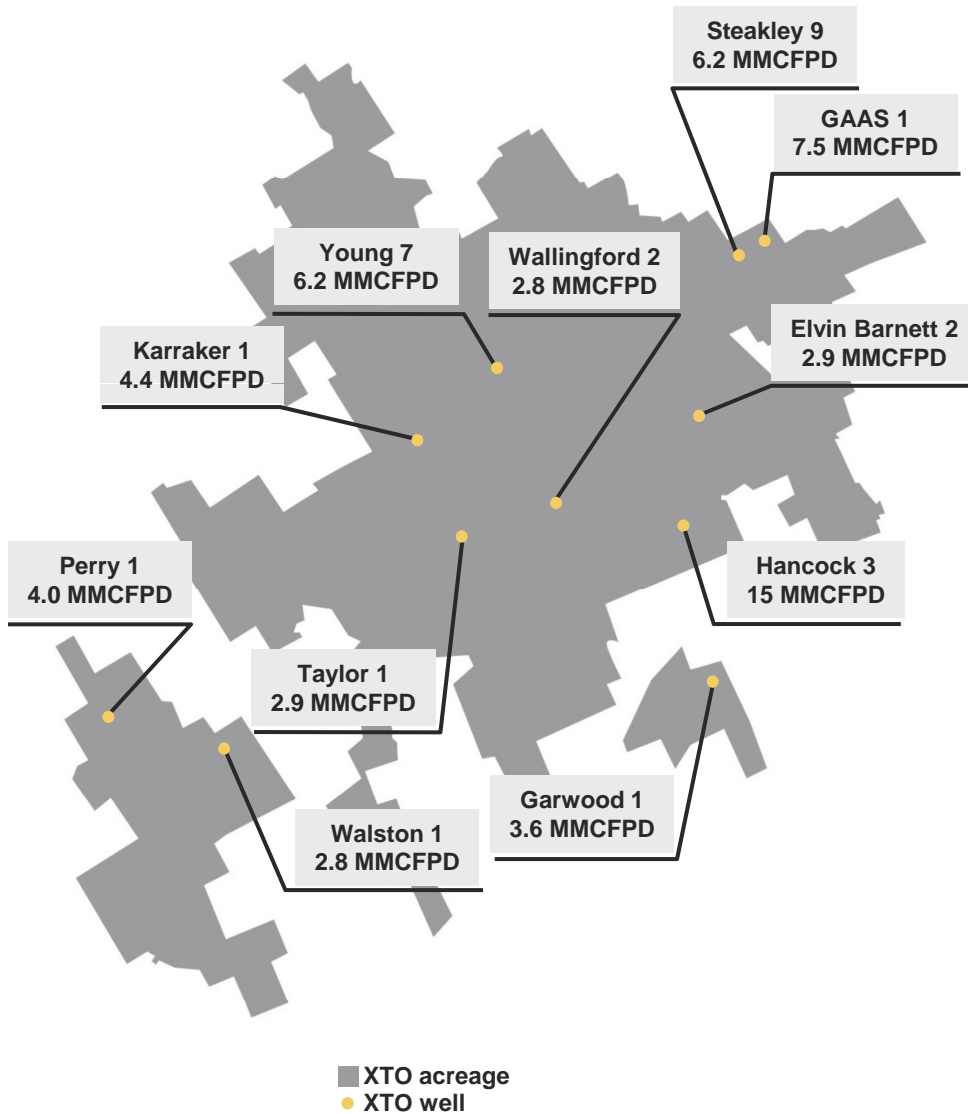 Steakley 9
6.2 MMCFPD
GAAS 1
7.5 MMCFPD
Young 7
6.2 MMCFPD
Wallingford 2
2.8 MMCFPD
Karraker 1
4.4 MMCFPD
Elvin Barnett 2
2.9 MMCFPD
Perry 1
4.0 MMCFPD
Hancock 3
15 MMCFPD
Taylor 1
2.9 MMCFPD
Garwood 1
3.6 MMCFPD
Walston 1
2.8 MMCFPD
XTO acreage
XTO well